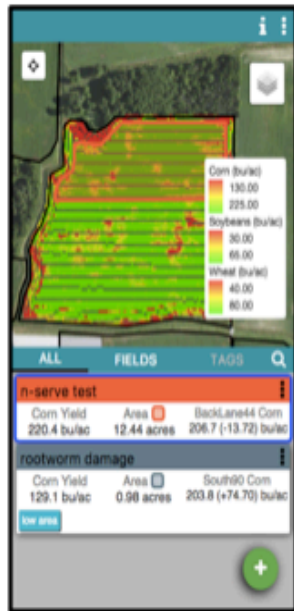 i
Corn (bu/ac)
130.00
225.00
Soybeans (bu/ac)
30.00
65.00
Wheat (bu/ac)
40.00
80.00
ALL FIELDS TAGS
n-serve test
Corn Yield Area BackLane44 Corn
220.4 bu/ac 12.44 acres 206.7 (-13.72) bu/ac
rootworm damage
Corn Yield Area South90 Corn
129.1 bu/ac 0.98 acres 203.8 (+74.70) bu/ac
low area
+